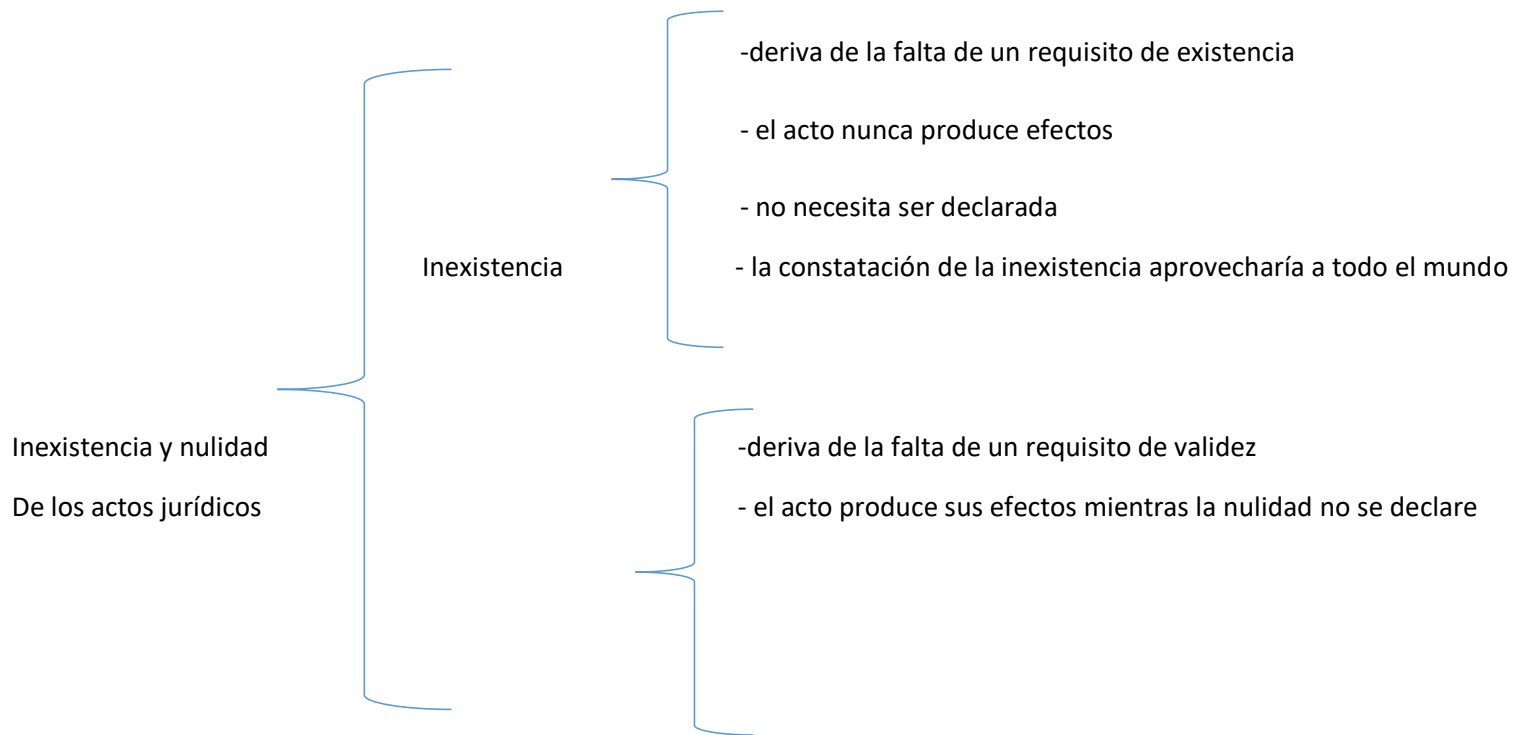 Inexistencia y nulidad
De los actos jurídicos
Inexistencia
-deriva de la falta de un requisito de existencia
- el acto nunca produce efectos
- no necesita ser declarada
- la constatación de la inexistencia aprovecharía a todo el mundo
-deriva de la falta de un requisito de validez
- el acto produce sus efectos mientras la nulidad no se declare